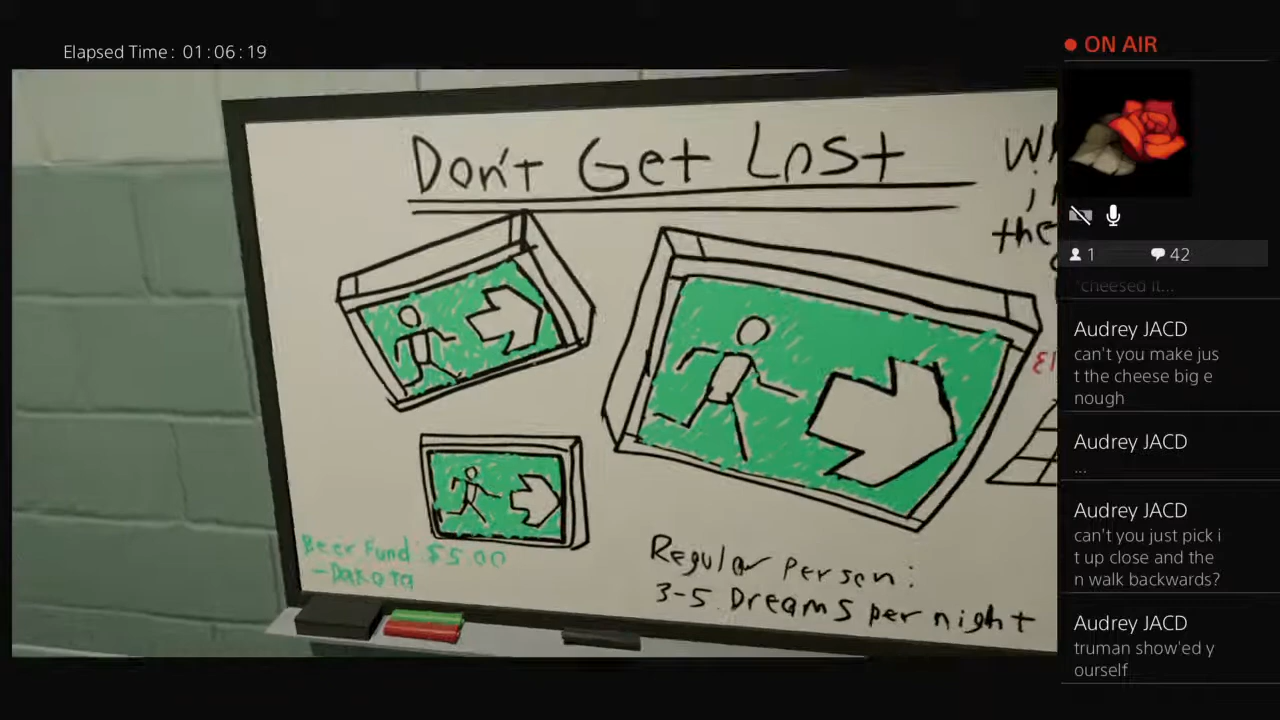 Elapsed Time: 01:06:19
ON AIR
1
42
Don't Get Lost
the
Beer Fund $5.00
-Dakota
Regular Person:
3-5 Dreams per night
"cheesed it...
Audrey JACD
can't you make jus
t the cheese big e
nough
Audrey JACD
...
Audrey JACD
can't you just pick i
t up close and the
n walk backwards?
Audrey JACD
truman show'ed y
ourself